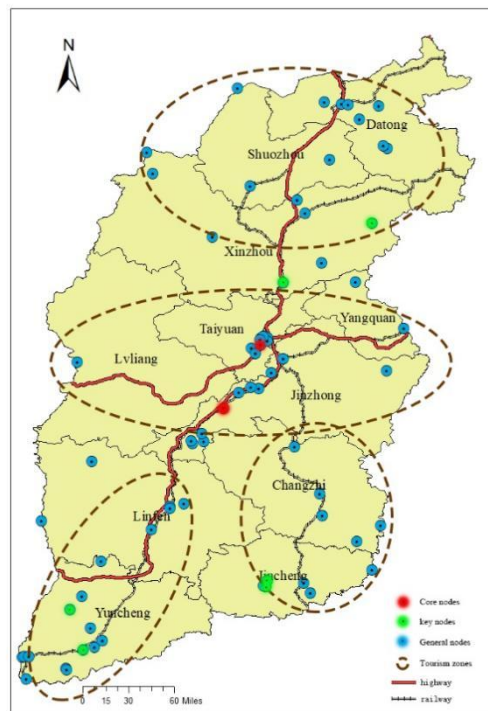 N
Datong
Shuozhou
Xinzhou
Taiyuan
Yangquan
Lvliang
Jinzhong
Changzhi
Linfen
Jincheng
Yuncheng
Core nodes
key nodes
General nodes
Tourism zones
highway
railway
0 15 30 60 Miles